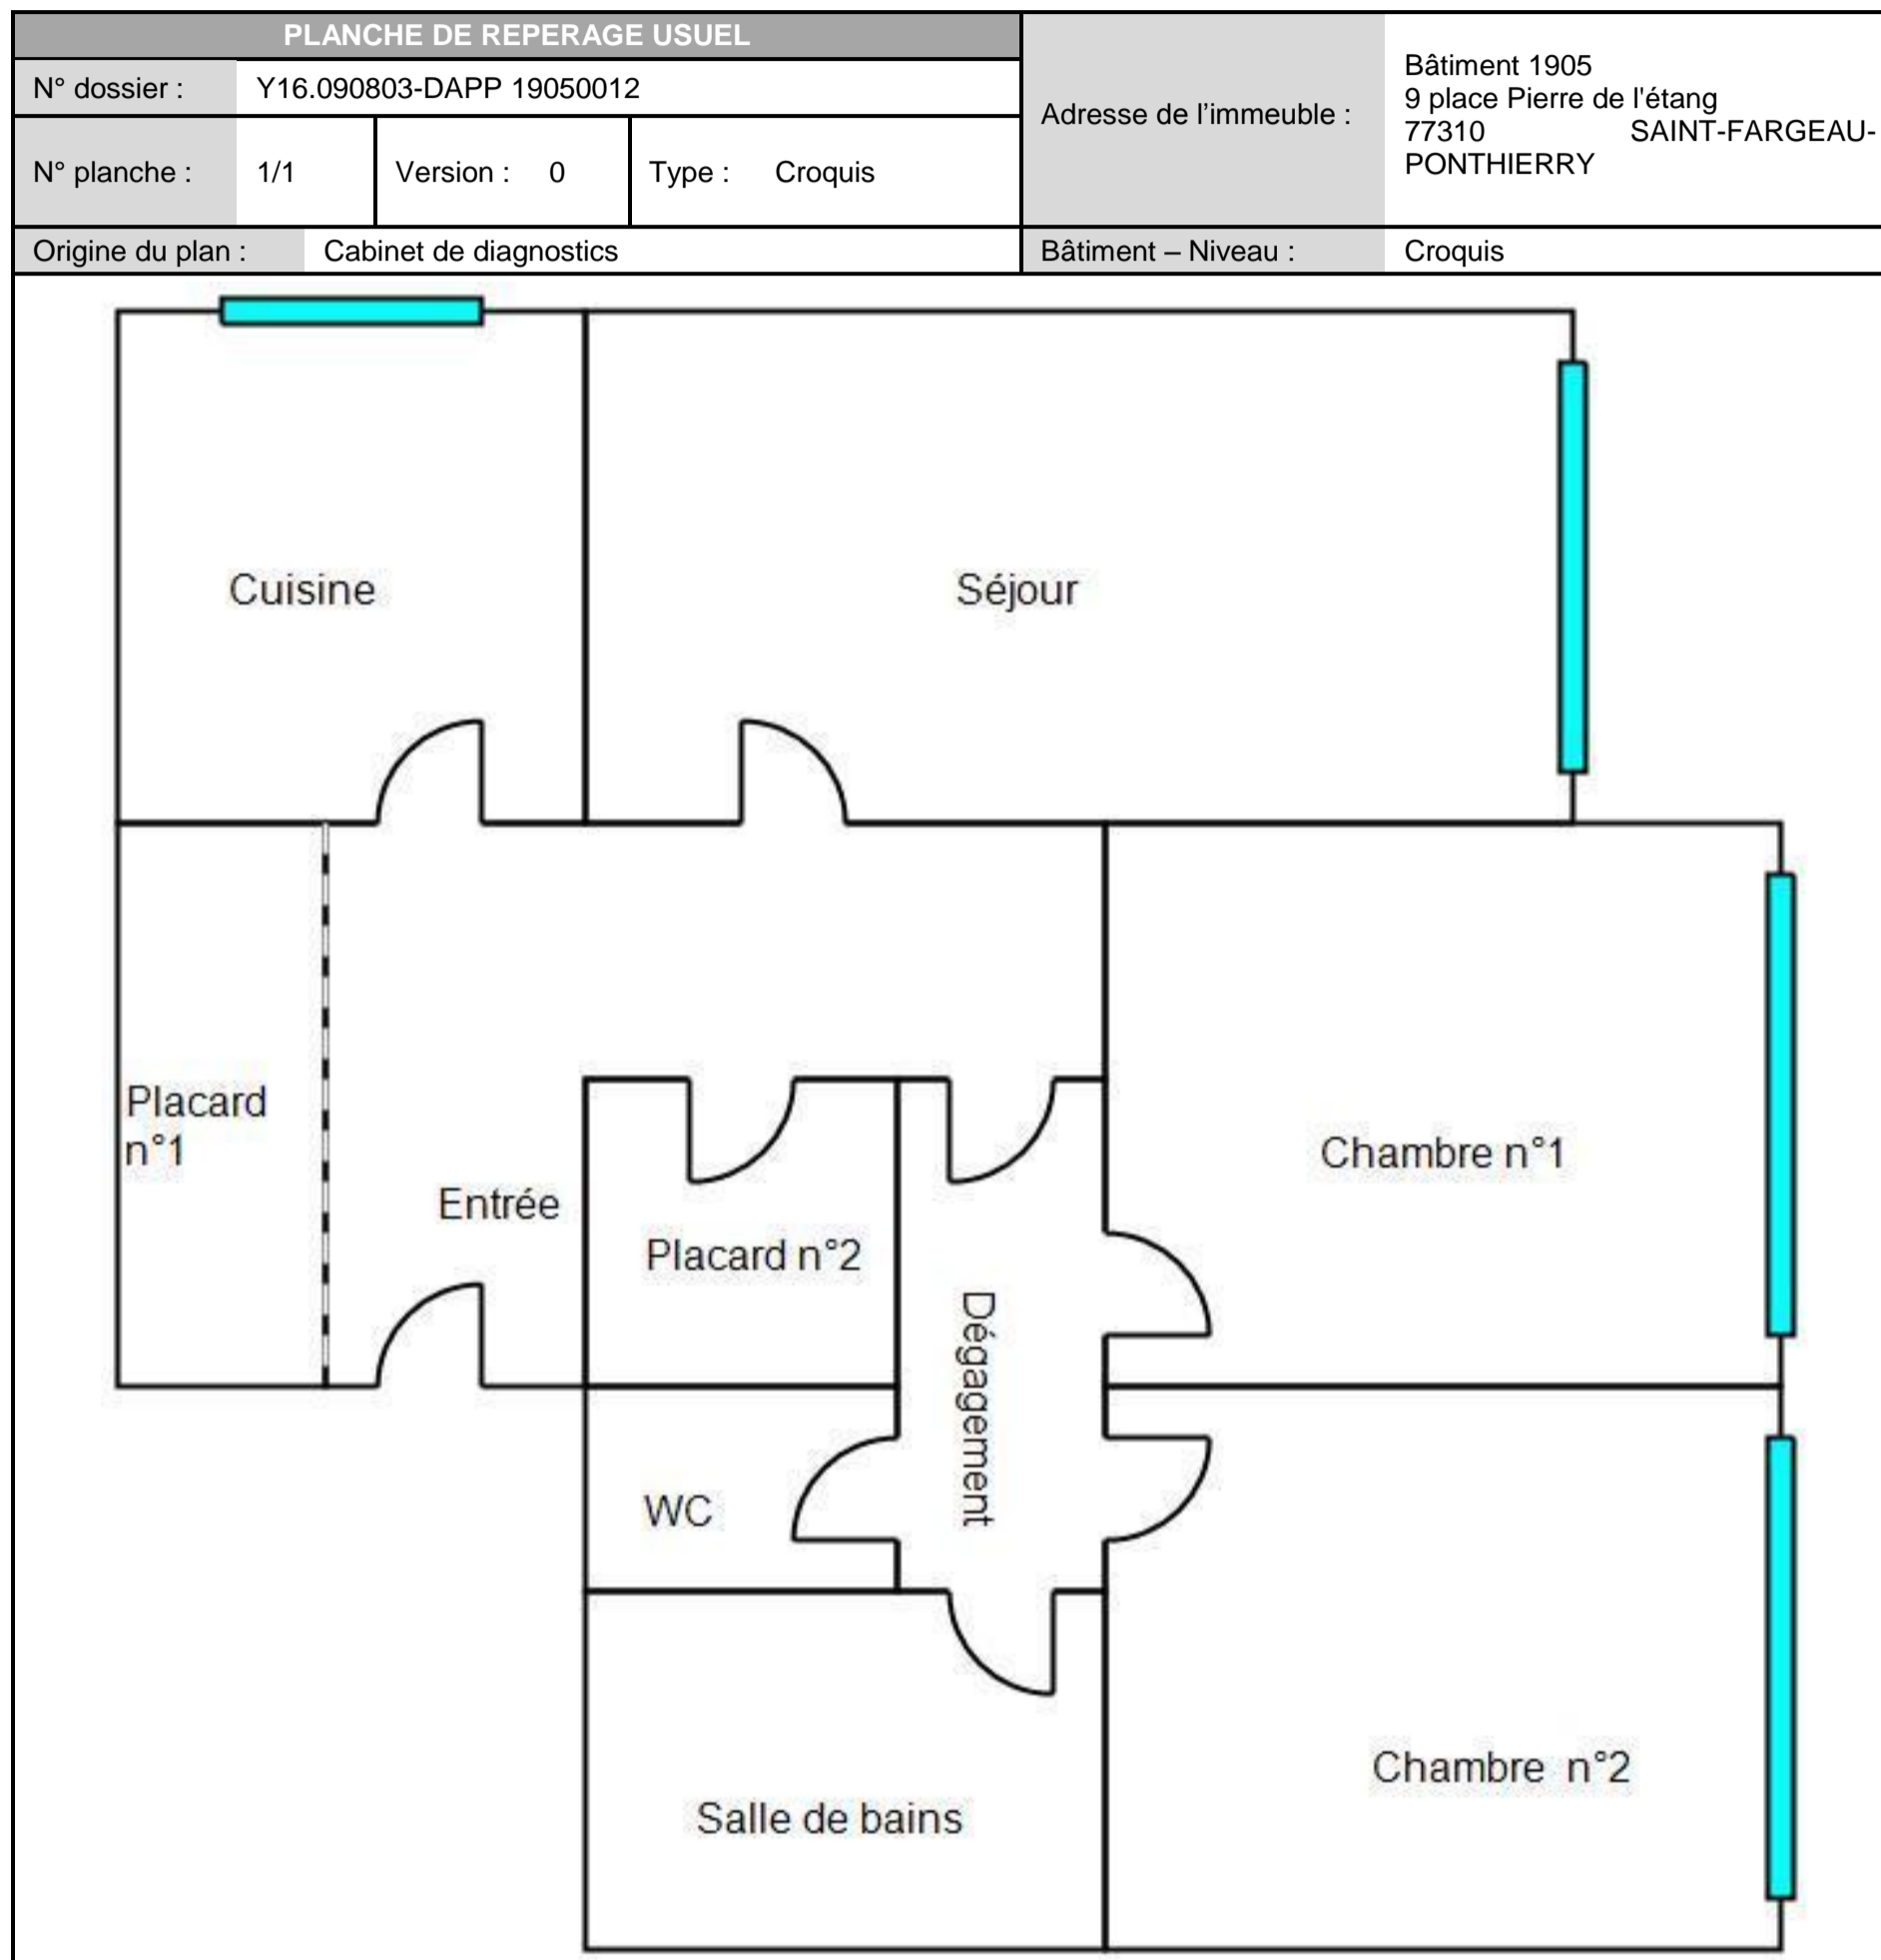 PLANCHE DE REPERAGE USUEL
N° dossier : Y16.090803-DAPP 19050012
N° planche : 1/1 Version : 0 Type : Croquis
Origine du plan : Cabinet de diagnostics
Adresse de l’immeuble :
Bâtiment 1905
9 place Pierre de l'étang
77310 SAINT-FARGEAU-
PONTHIERRY
Bâtiment – Niveau : Croquis
Cuisine
Séjour
Placard
n°1
Entrée
Placard n°2
Chambre n°1
Dégagement
WC
Chambre n°2
Salle de bains